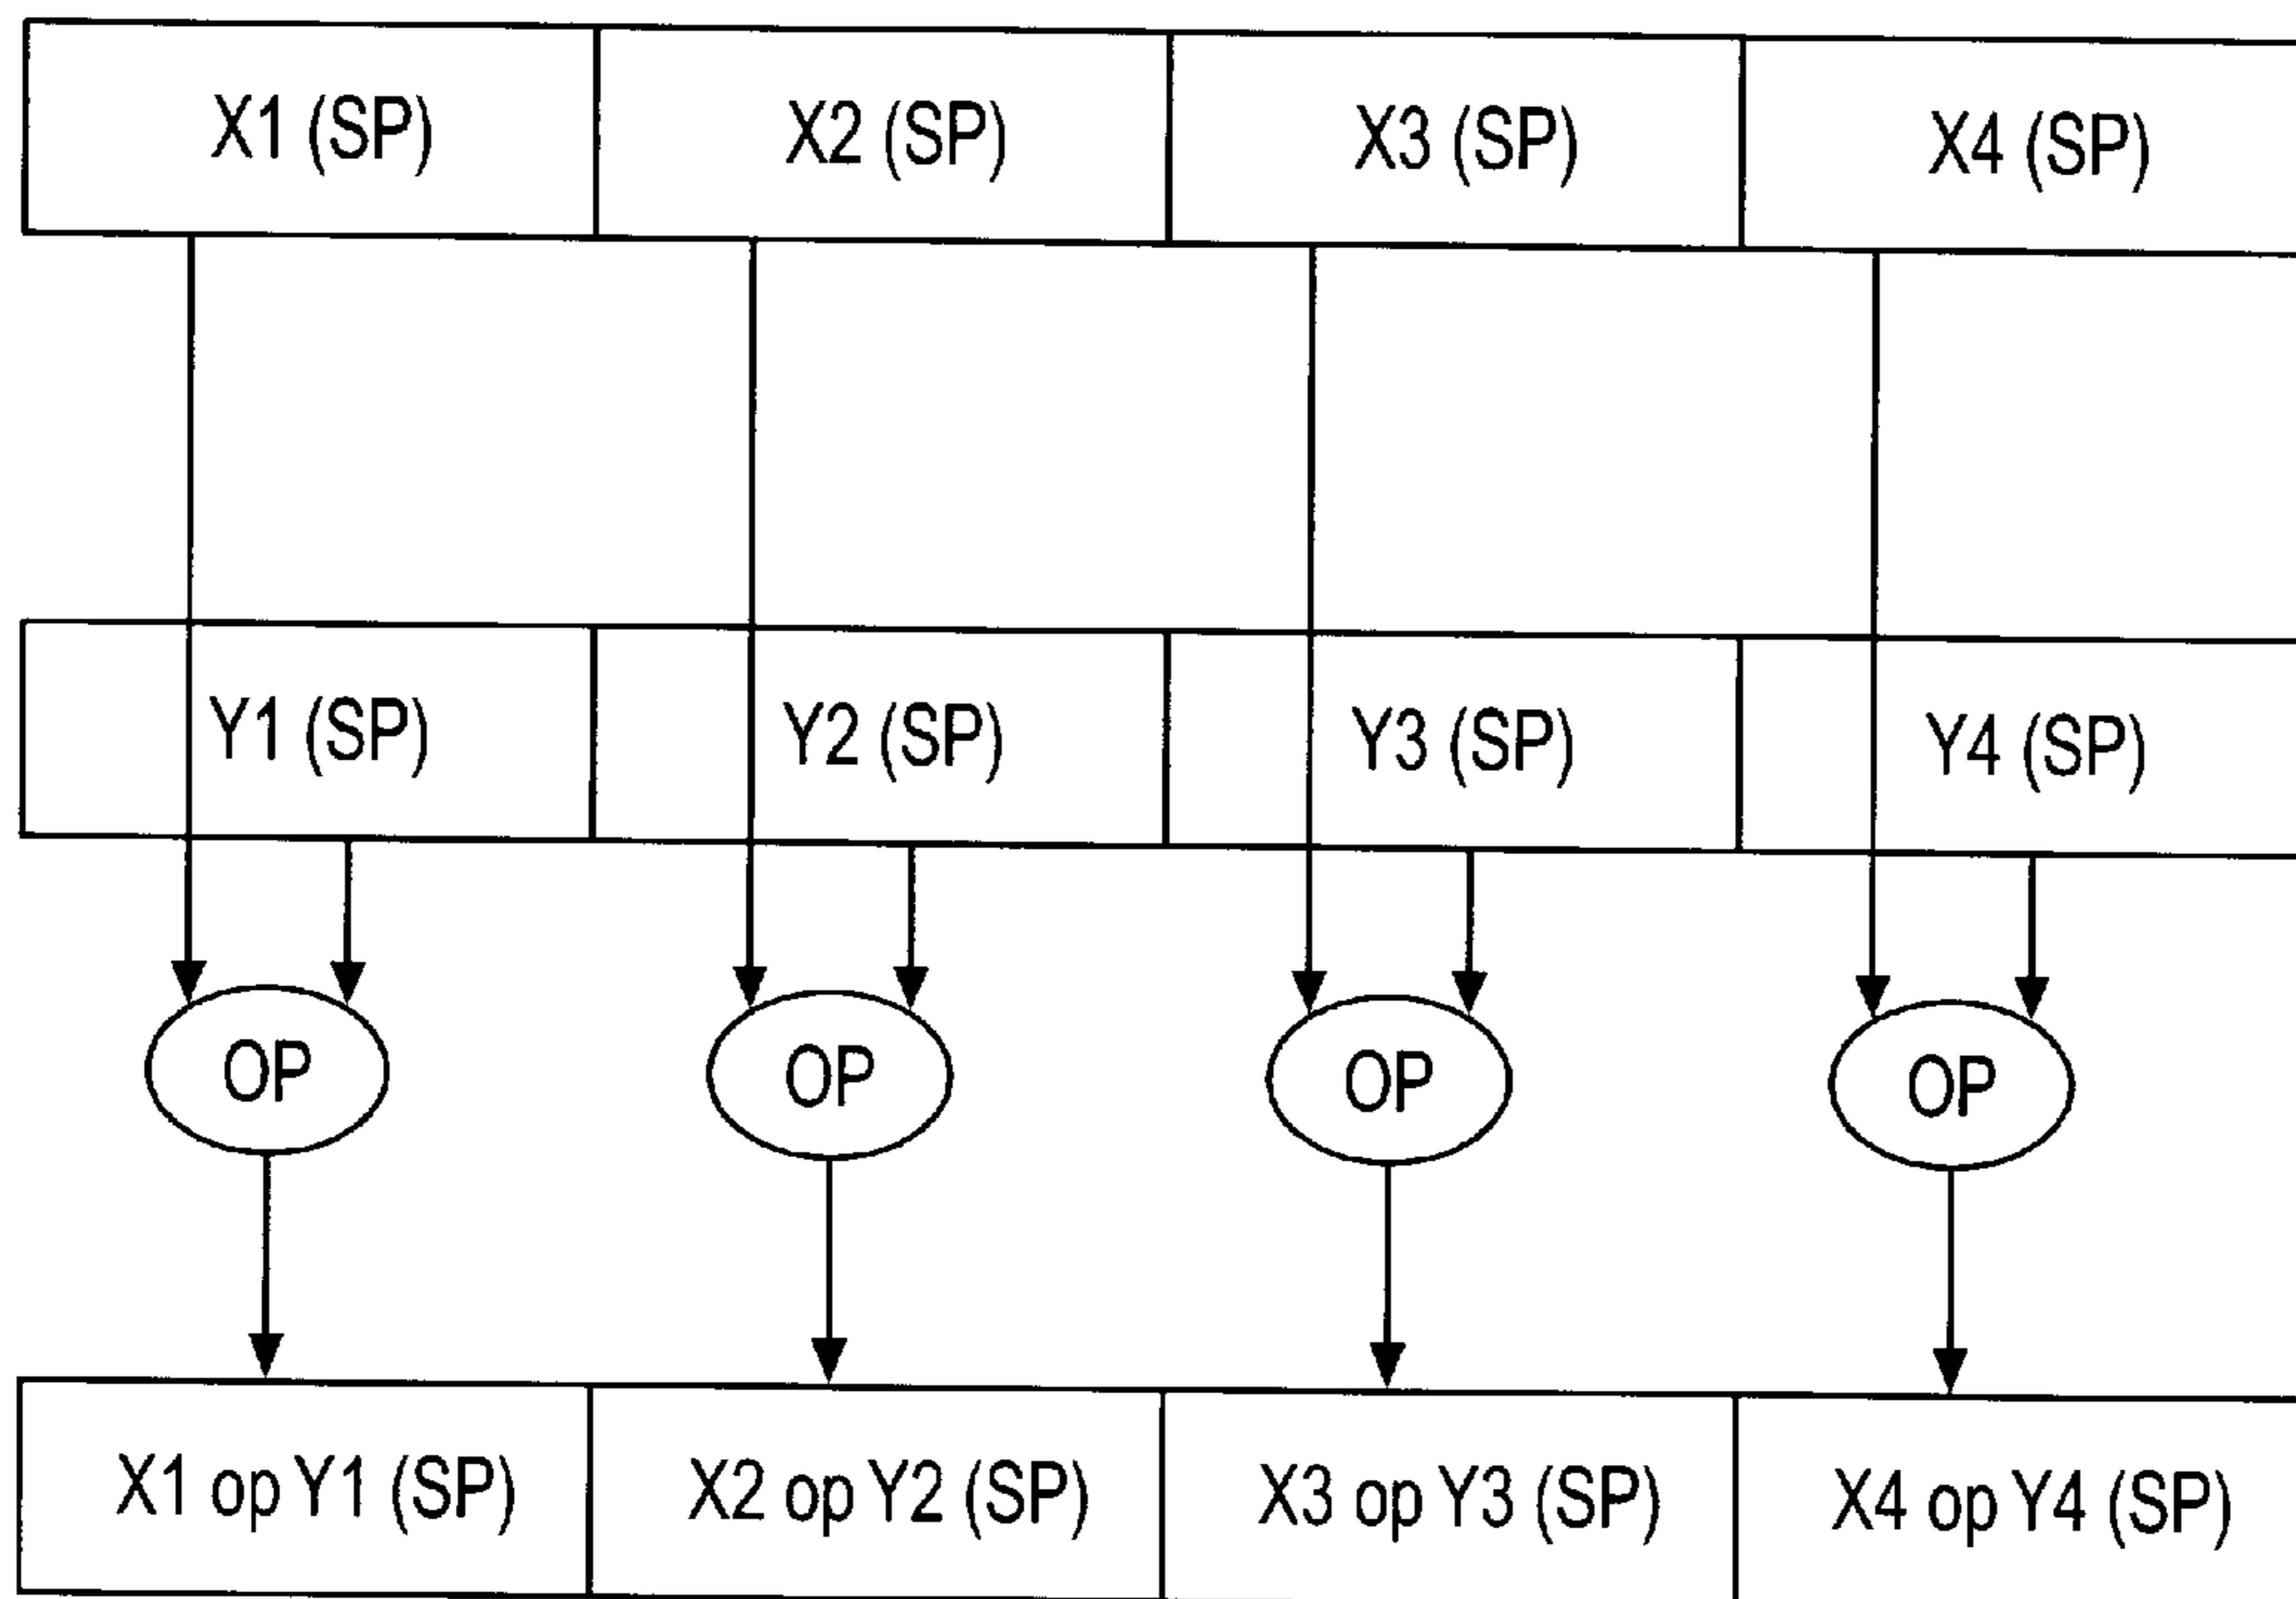 X1 (SP) X2 (SP) X3 (SP) X4 (SP)
Y1 (SP) Y2 (SP) Y3 (SP) Y4 (SP)
OP OP OP OP
X1 op Y1 (SP) X2 op Y2 (SP) X3 op Y3 (SP) X4 op Y4 (SP)